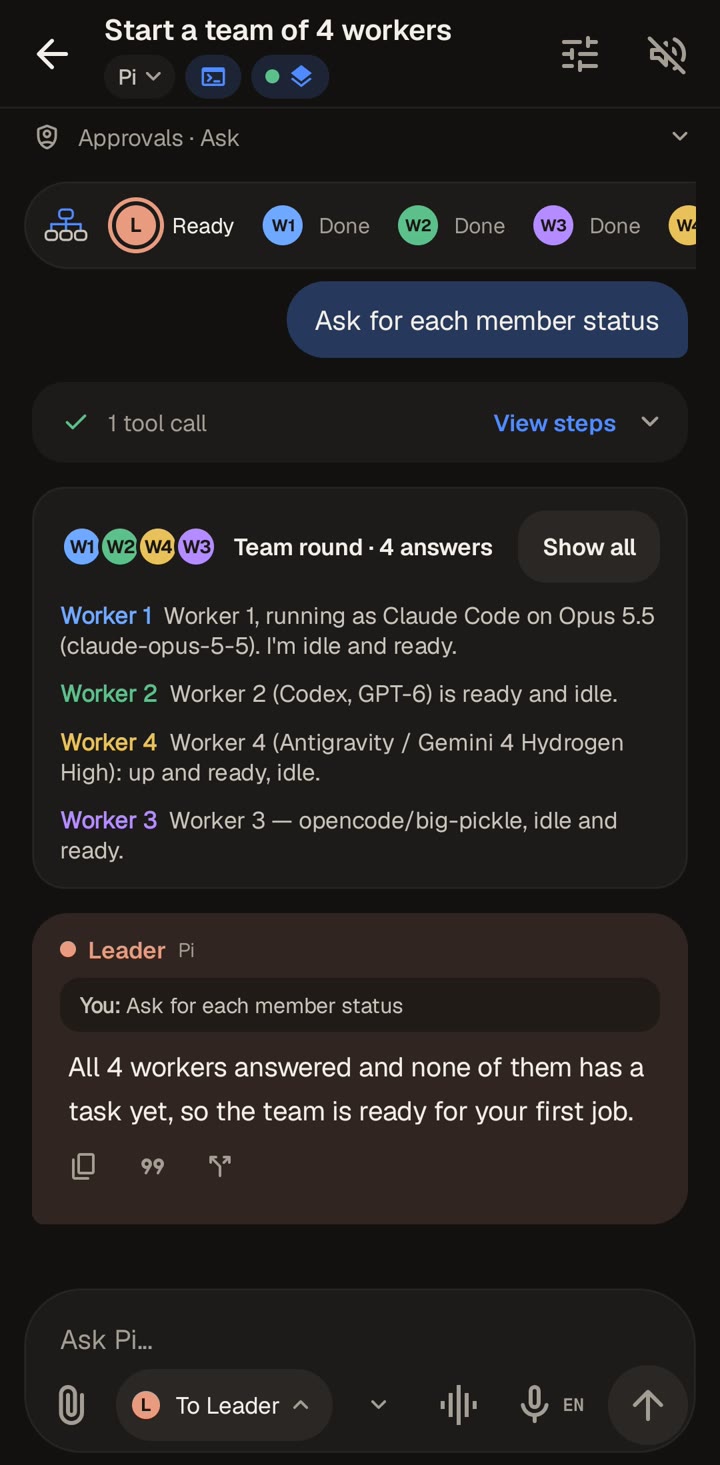 Start a team of 4 workers
Pi
Approvals · Ask
L Ready W1 Done W2 Done W3 Done W4
Ask for each member status
1 tool call View steps
W1 W2 W4 W3 Team round · 4 answers Show all
Worker 1 Worker 1, running as Claude Code on Opus 5.5
(claude-opus-5-5). I'm idle and ready.
Worker 2 Worker 2 (Codex, GPT-6) is ready and idle.
Worker 4 Worker 4 (Antigravity / Gemini 4 Hydrogen
High): up and ready, idle.
Worker 3 Worker 3 — opencode/big-pickle, idle and
ready.
Leader Pi
You: Ask for each member status
All 4 workers answered and none of them has a
task yet, so the team is ready for your first job.
Ask Pi...
L To Leader EN